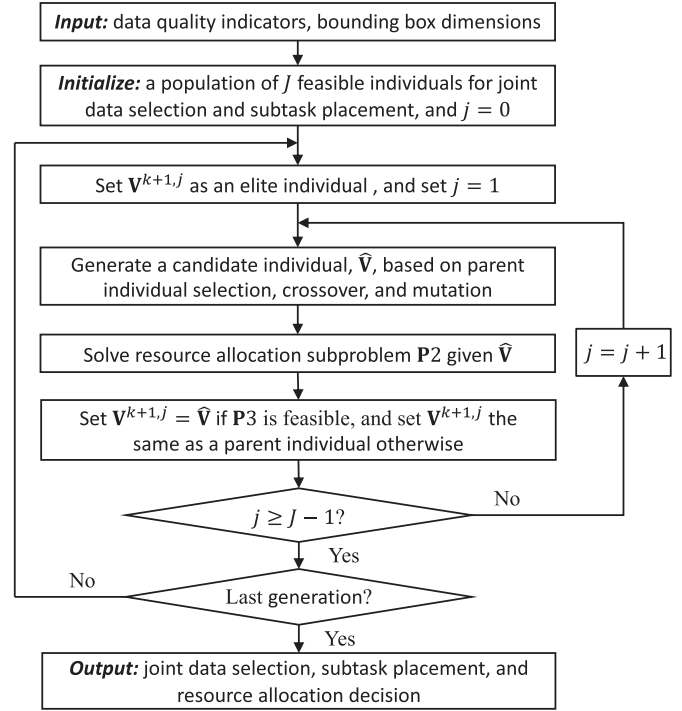 Input: data quality indicators, bounding box dimensions
Initialize: a population of J feasible individuals for joint
data selection and subtask placement, and j = 0
Set V^{k+1,j} as an elite individual , and set j = 1
Generate a candidate individual, V̂, based on parent
individual selection, crossover, and mutation
Solve resource allocation subproblem P2 given V̂
j = j + 1
Set V^{k+1,j} = V̂ if P3 is feasible, and set V^{k+1,j} the
same as a parent individual otherwise
j ≥ J − 1?
No
Yes
Last generation?
No
Yes
Output: joint data selection, subtask placement, and
resource allocation decision